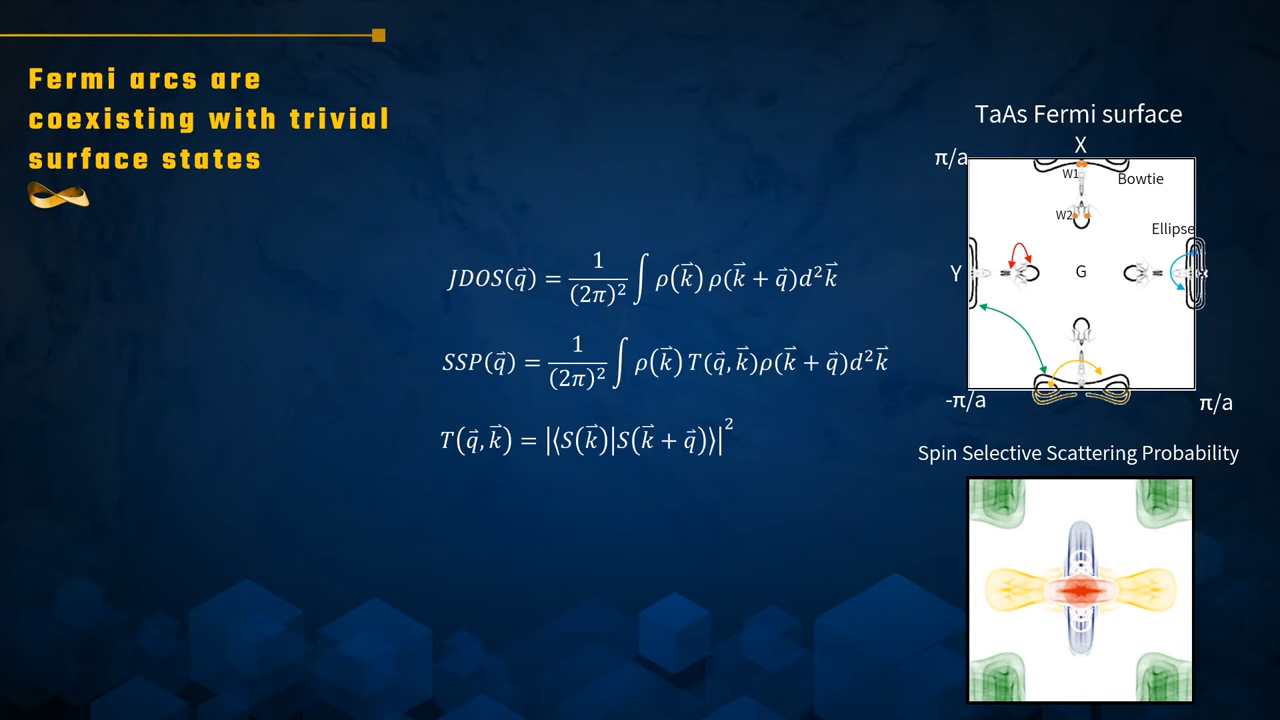 Fermi arcs are
coexisting with trivial
surface states
JDOS(q⃗) = 1/(2π)² ∫ ρ(k⃗) ρ(k⃗ + q⃗)d²k⃗
SSP(q⃗) = 1/(2π)² ∫ ρ(k⃗) T(q⃗, k⃗)ρ(k⃗ + q⃗)d²k⃗
T(q⃗, k⃗) = |⟨S(k⃗)|S(k⃗ + q⃗)⟩|²
TaAs Fermi surface
X
π/a
W1
Bowtie
W2
Ellipse
Y
G
-π/a
π/a
Spin Selective Scattering Probability